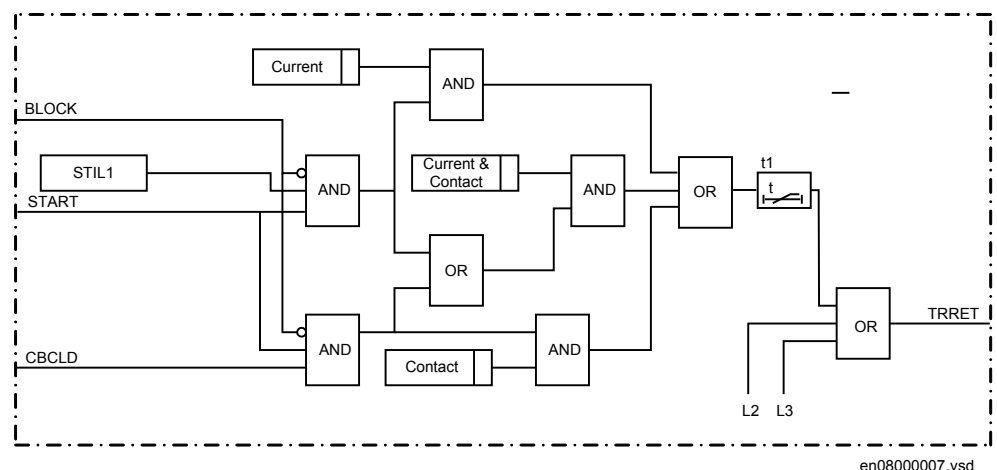 Current
AND
BLOCK
STIL1
START
AND
Current &
Contact
AND
OR
t1
t
OR
AND
CBCLD
Contact
AND
OR
TRRET
L2 L3
en08000007.vsd